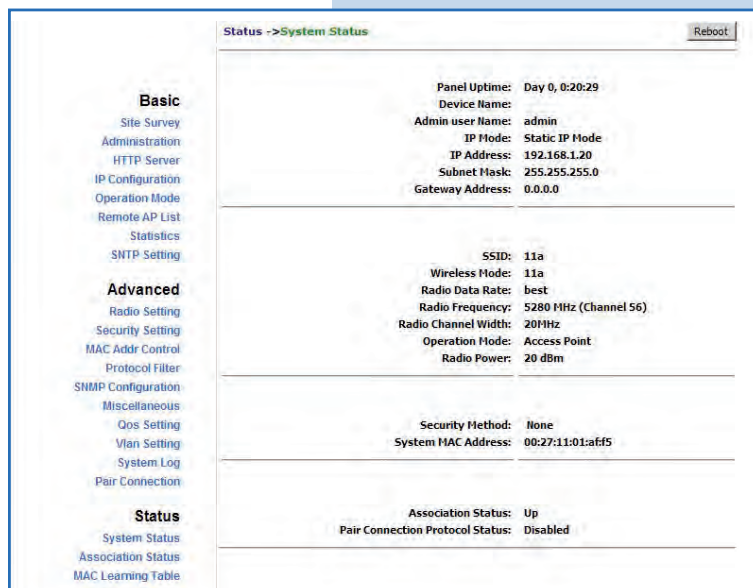 Status ->System Status
Reboot
Basic
Site Survey
Administration
HTTP Server
IP Configuration
Operation Mode
Remote AP List
Statistics
SNTP Setting
Advanced
Radio Setting
Security Setting
MAC Addr Control
Protocol Filter
SNMP Configuration
Miscellaneous
Qos Setting
Vlan Setting
System Log
Pair Connection
Status
System Status
Association Status
MAC Learning Table
Panel Uptime: Day 0, 0:20:29
Device Name:
Admin user Name: admin
IP Mode: Static IP Mode
IP Address: 192.168.1.20
Subnet Mask: 255.255.255.0
Gateway Address: 0.0.0.0
SSID: 11a
Wireless Mode: 11a
Radio Data Rate: best
Radio Frequency: 5280 MHz (Channel 56)
Radio Channel Width: 20MHz
Operation Mode: Access Point
Radio Power: 20 dBm
Security Method: None
System MAC Address: 00:27:11:01:af:f5
Association Status: Up
Pair Connection Protocol Status: Disabled